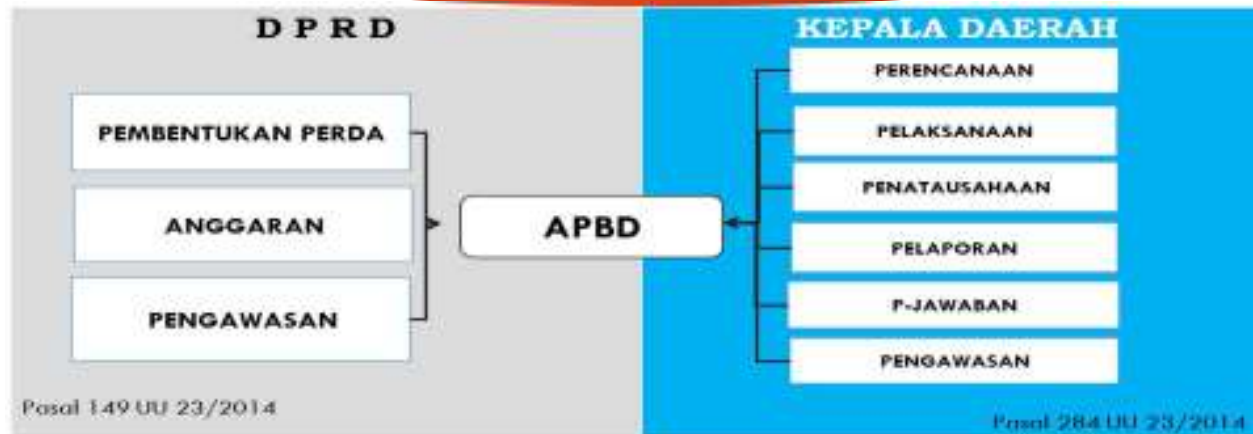 D P R D
PEMBENTUKAN PERDA
ANGGARAN
PENGAWASAN
Pasal 149 UU 23/2014
APBD
KEPALA DAERAH
PERENCANAAN
PELAKSANAAN
PENATAUSAHAAN
PELAPORAN
P-JAWABAN
PENGAWASAN
Pasal 284 UU 23/2014